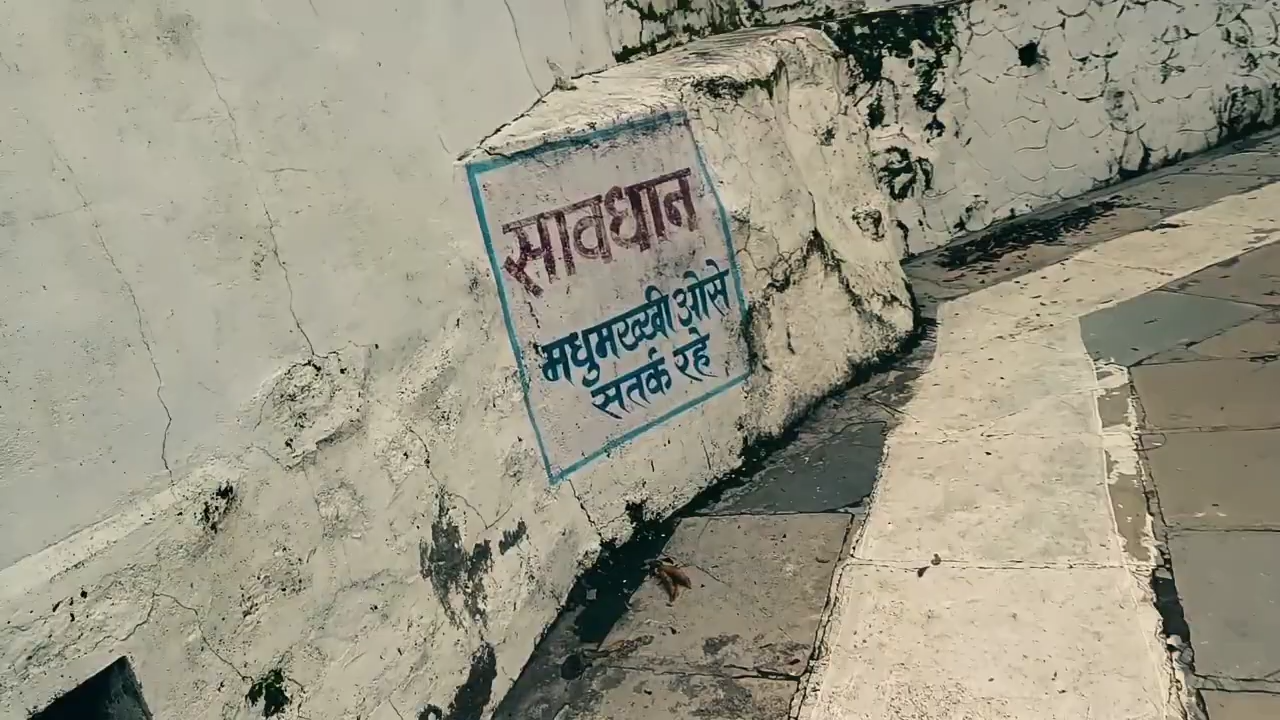 सावधान
मधुमख्खी ओसे
सतर्क रहे